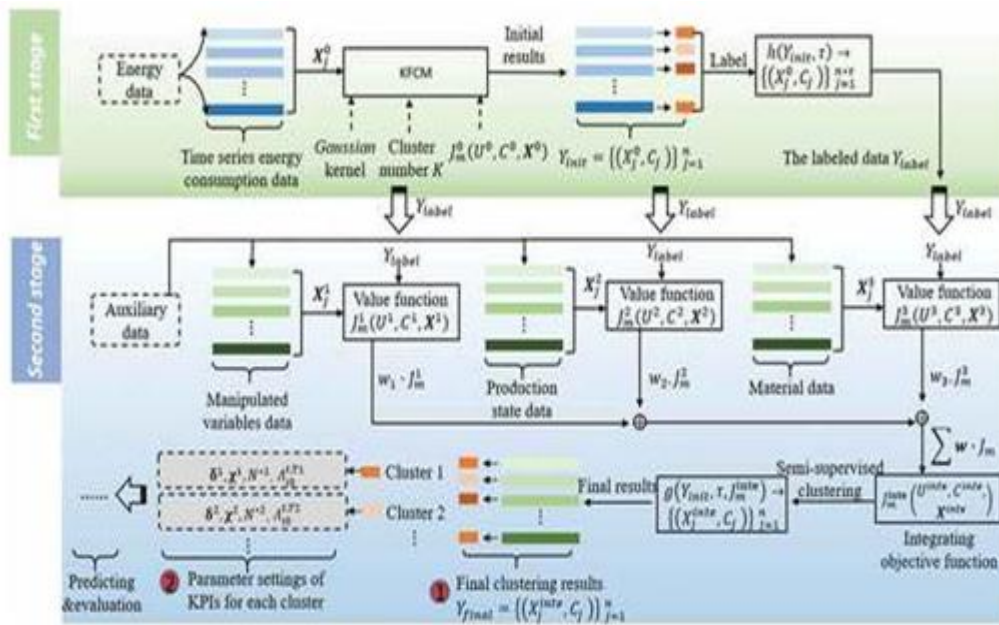 First stage
Energy
data
Time series energy
consumption data
X_j^0
KFCM
Gaussian
kernel
Cluster
number K
J_m^0(U^0, C^0, X^0)
Initial
results
Y_init = {(X_j^0, C_j)}_{j=1}^n
Label
h(Y_init, τ) →
{(X_j^0, C_j)}_{j=1}^{n·τ}
The labeled data Y_label
Y_label
Y_label
Y_label
Second stage
Auxiliary
data
Manipulated
variables data
X_j^1
Y_label
Value function
J_m^1(U^1, C^1, X^1)
w_1 · J_m^1
Production
state data
X_j^2
Y_label
Value function
J_m^2(U^2, C^2, X^2)
w_2 · J_m^2
Material data
Y_label
Value function
J_m^3(U^3, C^3, X^3)
w_3 · J_m^3
∑ w · J_m
J_m^inte (U^inte, C^inte, X^inte)
Integrating
objective function
Semi-supervised
clustering
g(Y_init, τ, J_m^inte) →
{(X_j^inte, C_j)}_{j=1}^n
Final results
1 Final clustering results
Y_final = {(X_j^inte, C_j)}_{j=1}^n
Cluster 1
Cluster 2
2 Parameter settings of
KPIs for each cluster
Predicting
&evaluation